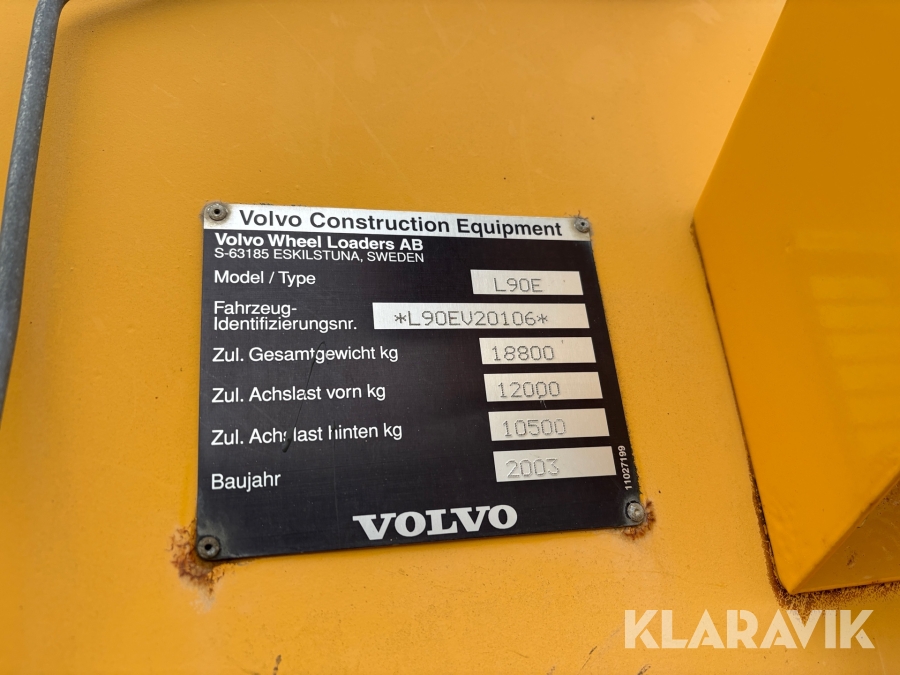 Volvo Construction Equipment
Volvo Wheel Loaders AB
S-63185 ESKILSTUNA, SWEDEN
Model / Type L90E
Fahrzeug-
Identifizierungsnr. *L90EV20106*
Zul. Gesamtgewicht kg 18800
Zul. Achslast vorn kg 12000
Zul. Achslast hinten kg 10500
Baujahr 2003
11027199
VOLVO
KLARAVIK